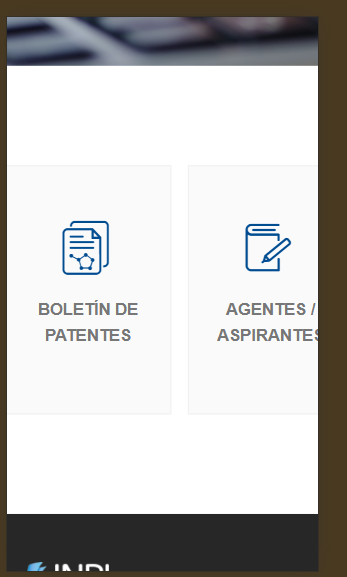 BOLETÍN DE
PATENTES
AGENTES /
ASPIRANTES